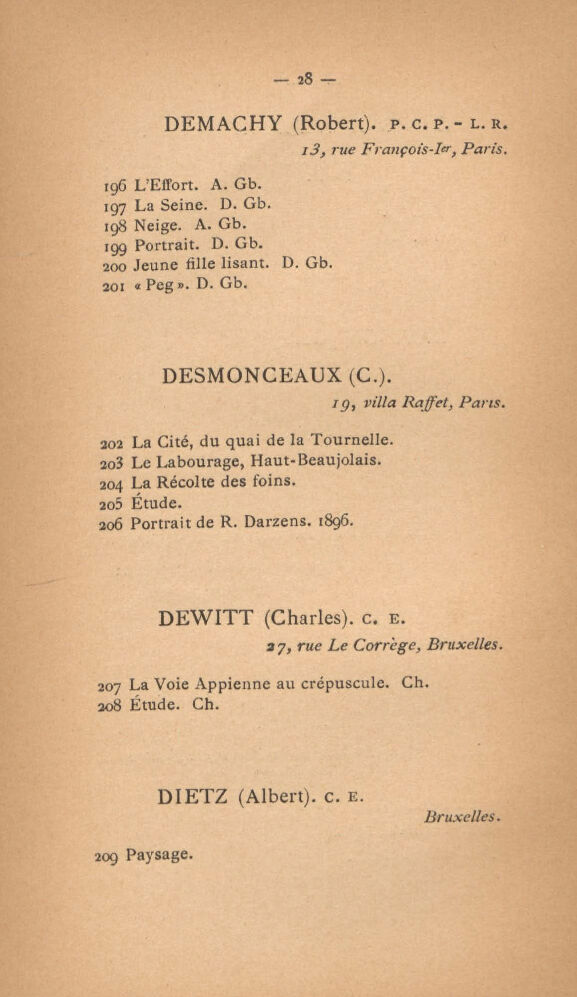 — 28 —
DEMACHY (Robert). P. C. P. - L. R.
13, rue François-Ier, Paris.
196 L'Effort. A. Gb.
197 La Seine. D. Gb.
198 Neige. A. Gb.
199 Portrait. D. Gb.
200 Jeune fille lisant. D. Gb.
201 « Peg ». D. Gb.
DESMONCEAUX (C.).
19, villa Raffet, Paris.
202 La Cité, du quai de la Tournelle.
203 Le Labourage, Haut-Beaujolais.
204 La Récolte des foins.
205 Étude.
206 Portrait de R. Darzens. 1896.
DEWITT (Charles). C. E.
27, rue Le Corrège, Bruxelles.
207 La Voie Appienne au crépuscule. Ch.
208 Étude. Ch.
DIETZ (Albert). C. E.
Bruxelles.
209 Paysage.